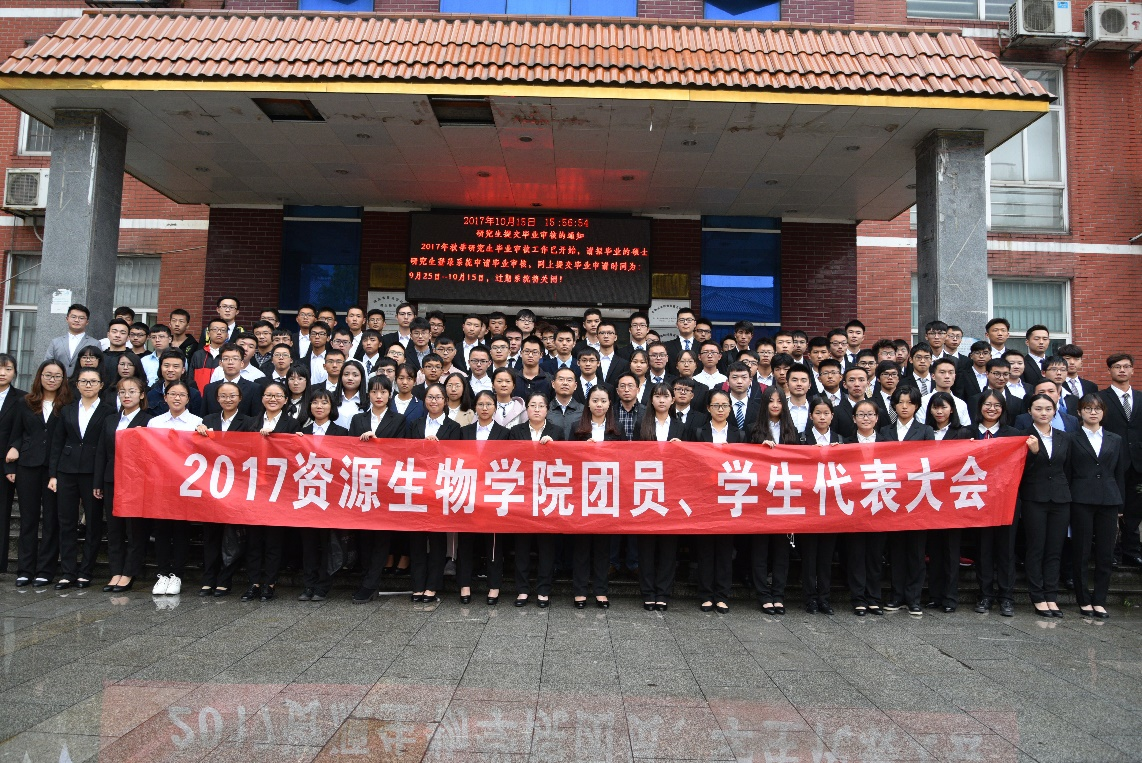 2017年10月15日 16:56:54
研究生提交毕业审核的通知
2017年秋季研究生毕业审核工作已开始，请拟毕业的硕士
研究生登录系统申请毕业审核，网上提交毕业申请时间为
9月25日-10月15日，过期系统将关闭！
2017资源生物学院团员、学生代表大会